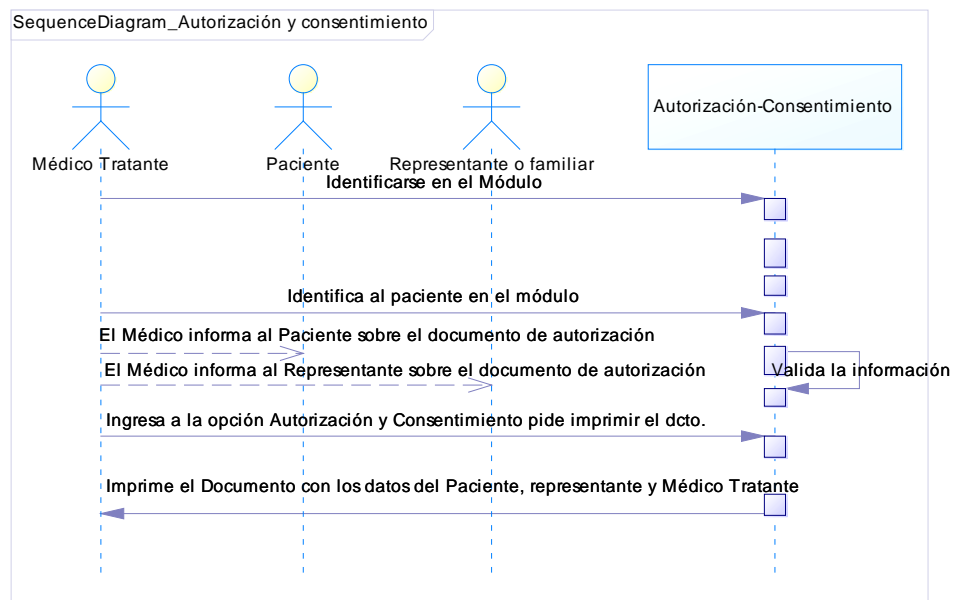 SequenceDiagram_Autorización y consentimiento
Autorización-Consentimiento
Médico Tratante
Paciente
Representante o familiar
Identificarse en el Módulo
Identifica al paciente en el módulo
El Médico informa al Paciente sobre el documento de autorización
El Médico informa al Representante sobre el documento de autorización
Valida la información
Ingresa a la opción Autorización y Consentimiento pide imprimir el dcto.
Imprime el Documento con los datos del Paciente, representante y Médico Tratante